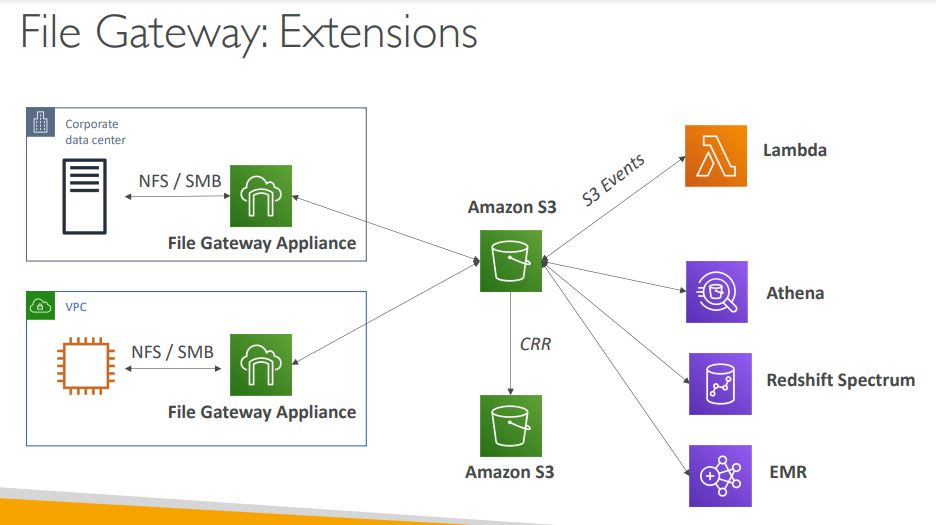 File Gateway: Extensions
Corporate
data center
NFS / SMB
File Gateway Appliance
VPC
NFS / SMB
File Gateway Appliance
Amazon S3
CRR
Amazon S3
S3 Events
Lambda
Athena
Redshift Spectrum
EMR